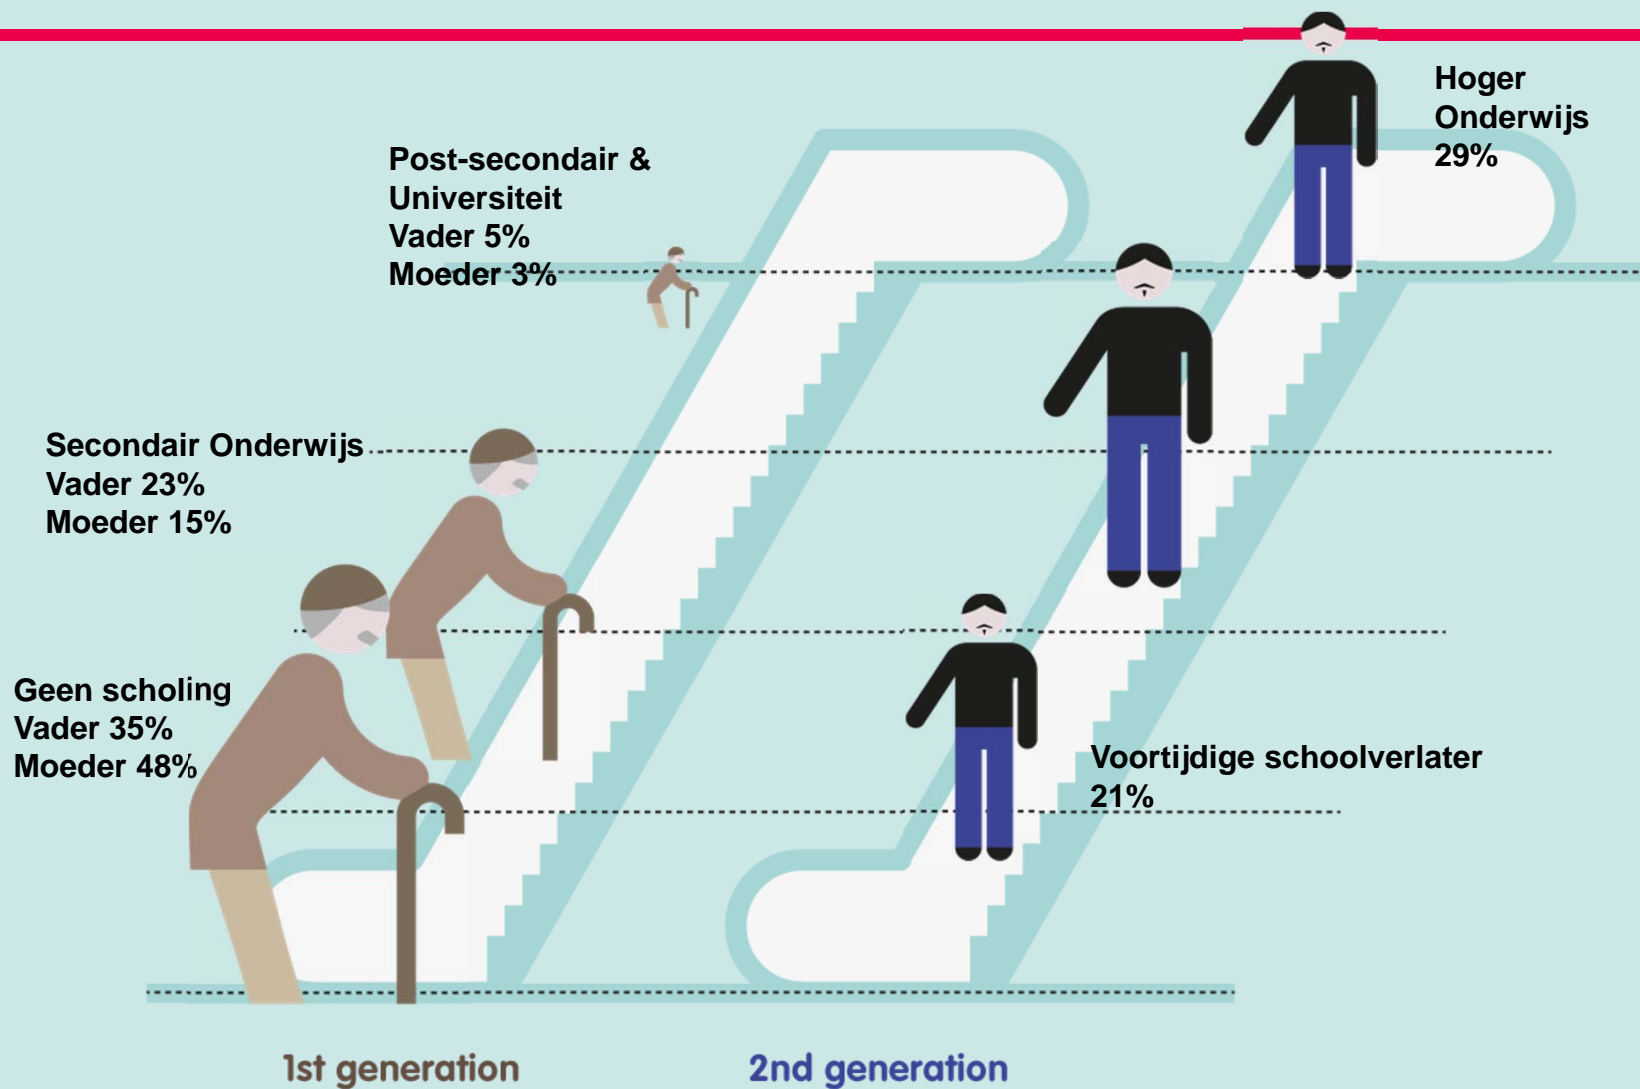 Hoger
Onderwijs
29%
Post-secondair &
Universiteit
Vader 5%
Moeder 3%
Secondair Onderwijs
Vader 23%
Moeder 15%
Geen scholing
Vader 35%
Moeder 48%
Voortijdige schoolverlater
21%
1st generation
2nd generation